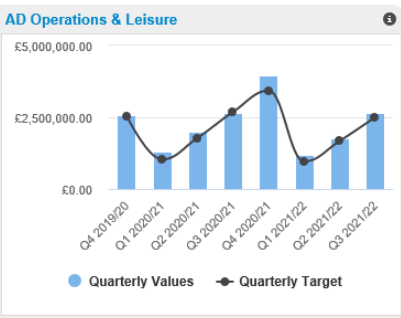 AD Operations & Leisure
£5,000,000.00
£2,500,000.00
£0.00
Q4 2019/20
Q1 2020/21
Q2 2020/21
Q3 2020/21
Q4 2020/21
Q1 2021/22
Q2 2021/22
Q3 2021/22
Quarterly Values
Quarterly Target